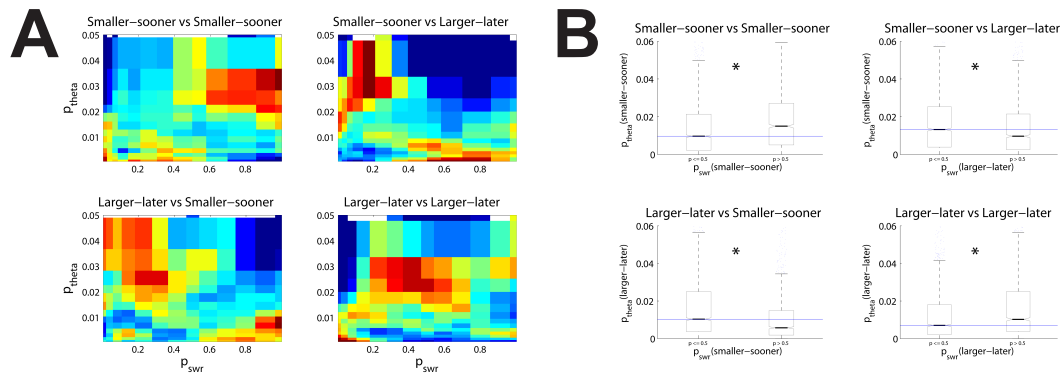 A
Smaller−sooner vs Smaller−sooner
0.05
0.04
0.03
0.02
0.01
p_theta
0.2 0.4 0.6 0.8
Smaller−sooner vs Larger−later
0.05
0.04
0.03
0.02
0.01
0.2 0.4 0.6 0.8
Larger−later vs Smaller−sooner
0.05
0.04
0.03
0.02
0.01
p_theta
0.2 0.4 0.6 0.8
p_swr
Larger−later vs Larger−later
0.05
0.04
0.03
0.02
0.01
0.2 0.4 0.6 0.8
p_swr
B
Smaller−sooner vs Smaller−sooner
0.06
0.04
0.02
0
p_theta(smaller−sooner)
*
p <= 0.5 p > 0.5
p_swr(smaller−sooner)
Smaller−sooner vs Larger−later
0.06
0.04
0.02
0
p_theta(smaller−sooner)
*
p <= 0.5 p > 0.5
p_swr(larger−later)
Larger−later vs Smaller−sooner
0.06
0.04
0.02
0
p_theta(larger−later)
*
p <= 0.5 p > 0.5
p_swr(smaller−sooner)
Larger−later vs Larger−later
0.06
0.04
0.02
0
p_theta(larger−later)
*
p <= 0.5 p > 0.5
p_swr(larger−later)